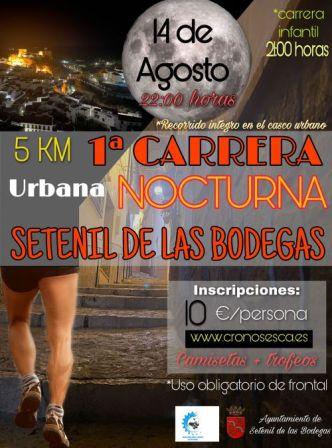 14 de
Agosto
22:00 horas
*carrera
infantil
21:00 horas
*Recorrido integro en el casco urbano
5 KM 1ª CARRERA
Urbana NOCTURNA
SETENIL DE LAS BODEGAS
Inscripciones:
10 €/persona
www.cronosesca.es
Camisetas + trofeos
*Uso obligatorio de frontal
Ayuntamiento de
Setenil de las Bodegas